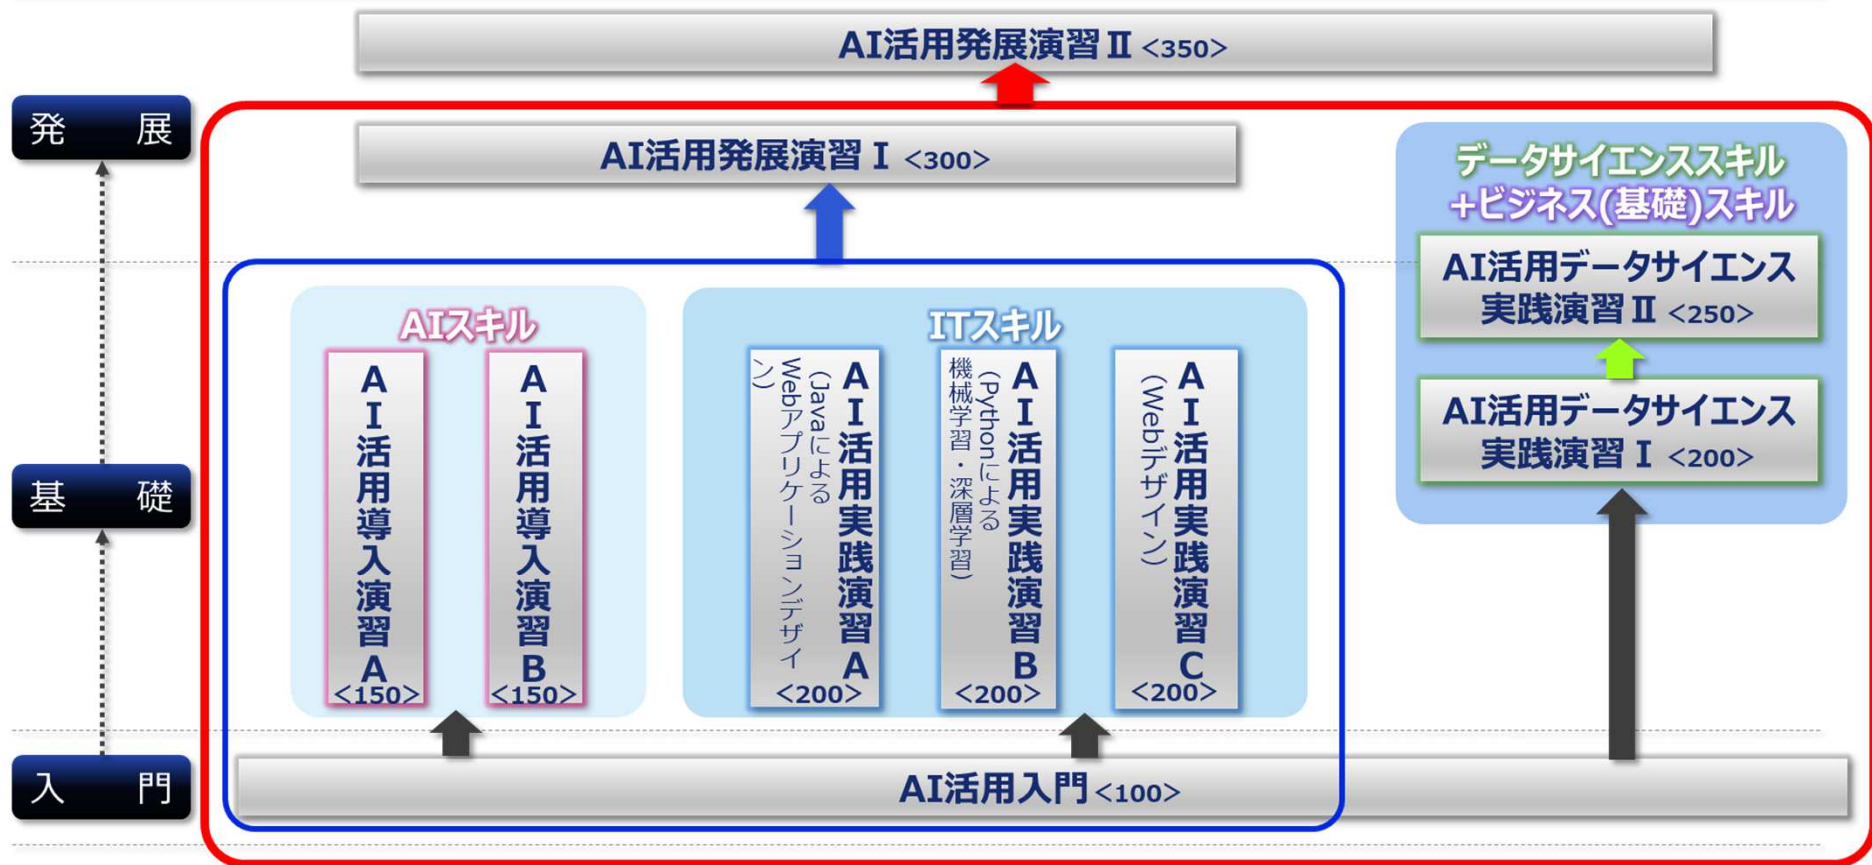 AI活用発展演習Ⅱ <350>
発 展
AI活用発展演習Ⅰ <300>
データサイエンススキル
+ビジネス(基礎)スキル
AI活用データサイエンス
実践演習Ⅱ <250>
AI活用データサイエンス
実践演習Ⅰ <200>
基 礎
AIスキル
AI活用導入演習A
<150>
AI活用導入演習B
<150>
ITスキル
AI活用実践演習A
(Javaによる
Webアプリケーションデザイ
ン)
<200>
AI活用実践演習B
(Pythonによる
機械学習・深層学習)
<200>
AI活用実践演習C
(Webデザイン)
<200>
入 門
AI活用入門<100>